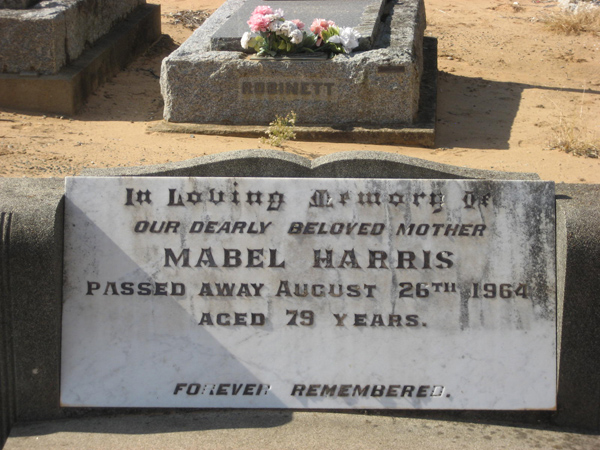 ROBINETT
In Loving Memory Of
OUR DEARLY BELOVED MOTHER
MABEL HARRIS
PASSED AWAY AUGUST 26TH 1964
AGED 79 YEARS.
FOREVER REMEMBERED.